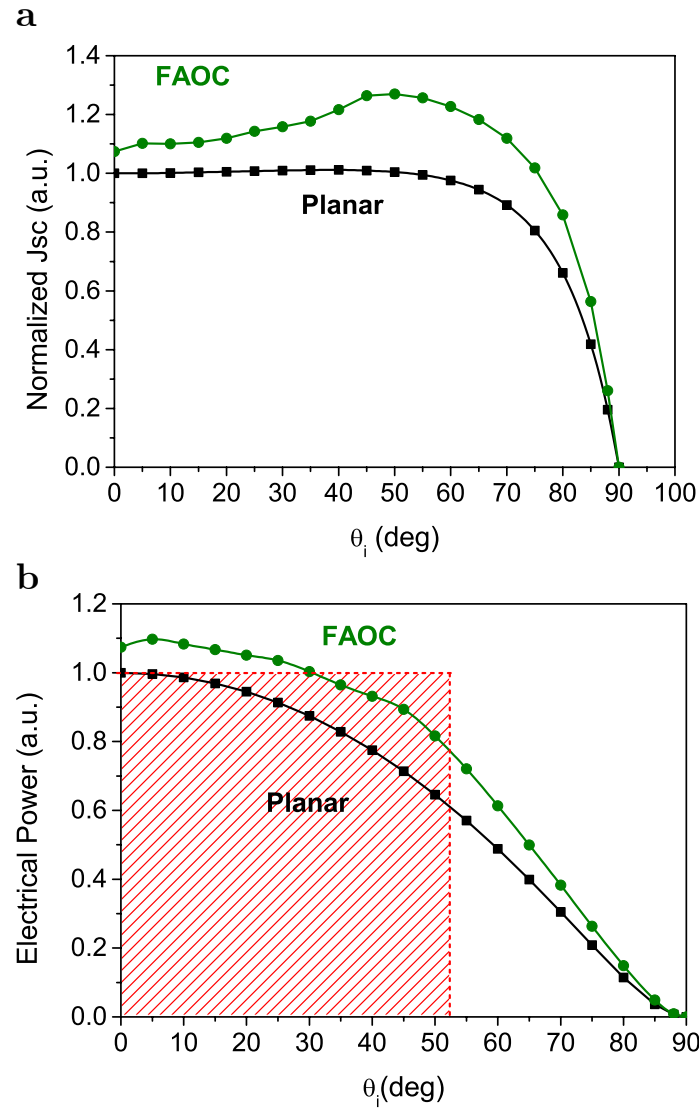 a
1.4
FAOC
1.2
1.0
Planar
0.8
0.6
0.4
0.2
0.0
Normalized Jsc (a.u.)
0 10 20 30 40 50 60 70 80 90 100
θi (deg)
b
1.2
FAOC
1.0
0.8
Planar
0.6
0.4
0.2
0.0
Electrical Power (a.u.)
0 10 20 30 40 50 60 70 80 90
θi(deg)